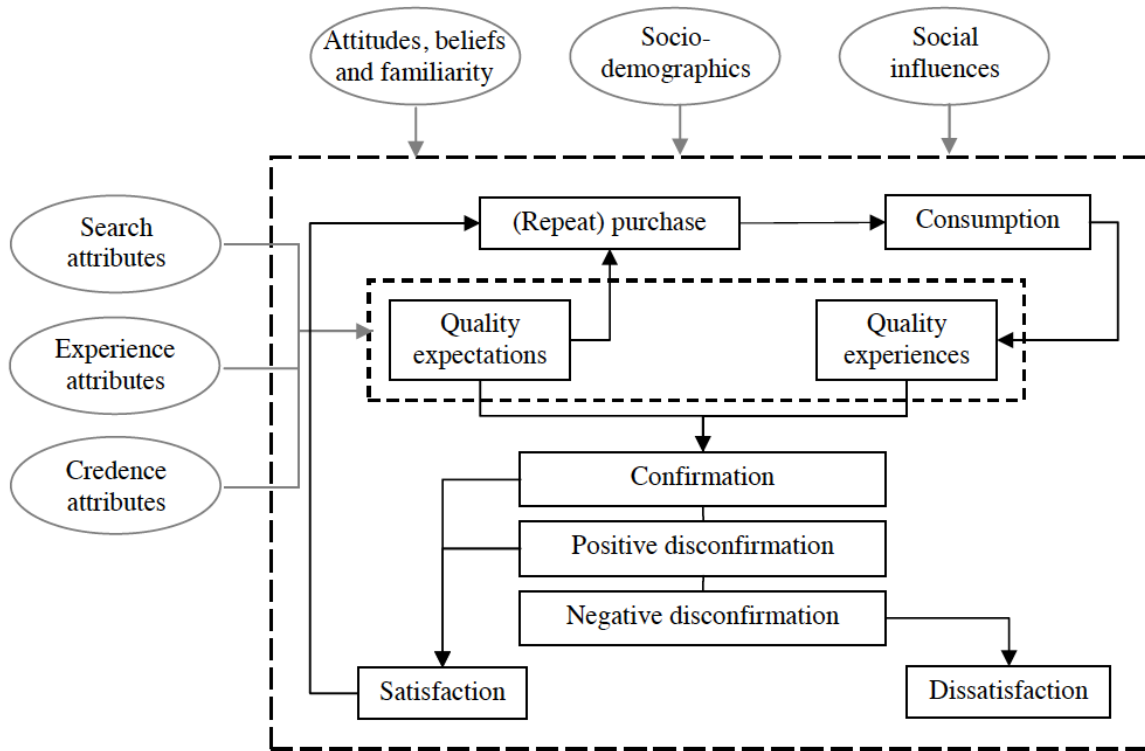 Attitudes, beliefs
and familiarity
Socio-
demographics
Social
influences
Search
attributes
(Repeat) purchase
Consumption
Quality
expectations
Quality
experiences
Experience
attributes
Confirmation
Credence
attributes
Positive disconfirmation
Negative disconfirmation
Satisfaction
Dissatisfaction